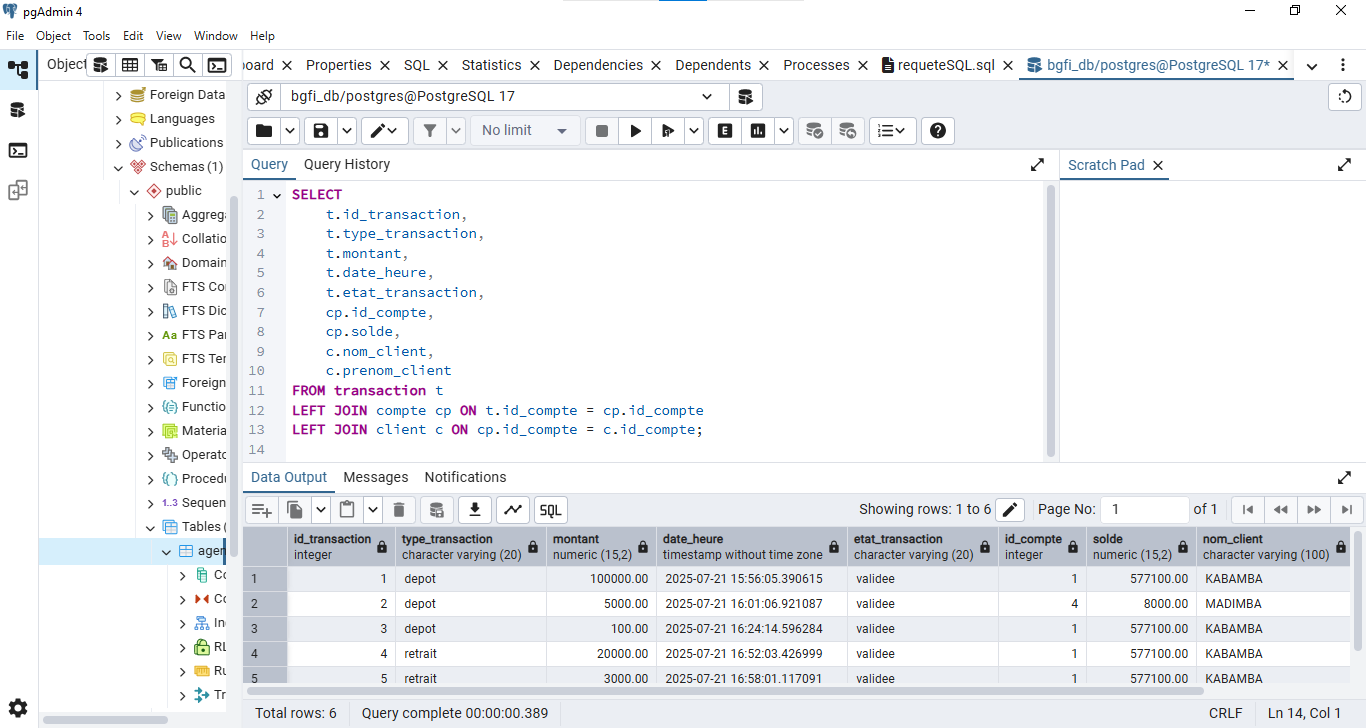 pgAdmin 4
File Object Tools Edit View Window Help
Object
board Properties SQL Statistics Dependencies Dependents Processes requeteSQL.sql bgfi_db/postgres@PostgreSQL 17*
Foreign Data
Languages
Publications
Schemas (1)
public
Aggreg
Collatio
Domain
FTS Co
FTS Dic
Aa FTS Par
FTS Ter
Foreign
Functio
Materia
Operato
Procedu
1..3 Sequen
Tables (
agen
Co
Co
In
RL
Ru
Tr
bgfi_db/postgres@PostgreSQL 17
No limit
E
Query Query History
Scratch Pad
1 SELECT
2 t.id_transaction,
3 t.type_transaction,
4 t.montant,
5 t.date_heure,
6 t.etat_transaction,
7 cp.id_compte,
8 cp.solde,
9 c.nom_client,
10 c.prenom_client
11 FROM transaction t
12 LEFT JOIN compte cp ON t.id_compte = cp.id_compte
13 LEFT JOIN client c ON cp.id_compte = c.id_compte;
14
Data Output Messages Notifications
SQL Showing rows: 1 to 6 Page No: 1 of 1
id_transaction type_transaction montant date_heure etat_transaction id_compte solde nom_client
integer character varying (20) numeric (15,2) timestamp without time zone character varying (20) integer numeric (15,2) character varying (100)
1 1 depot 100000.00 2025-07-21 15:56:05.390615 validee 1 577100.00 KABAMBA
2 2 depot 5000.00 2025-07-21 16:01:06.921087 validee 4 8000.00 MADIMBA
3 3 depot 100.00 2025-07-21 16:24:14.596284 validee 1 577100.00 KABAMBA
4 4 retrait 20000.00 2025-07-21 16:52:03.426999 validee 1 577100.00 KABAMBA
5 5 retrait 3000.00 2025-07-21 16:58:01.117091 validee 1 577100.00 KABAMBA
Total rows: 6 Query complete 00:00:00.389 CRLF Ln 14, Col 1